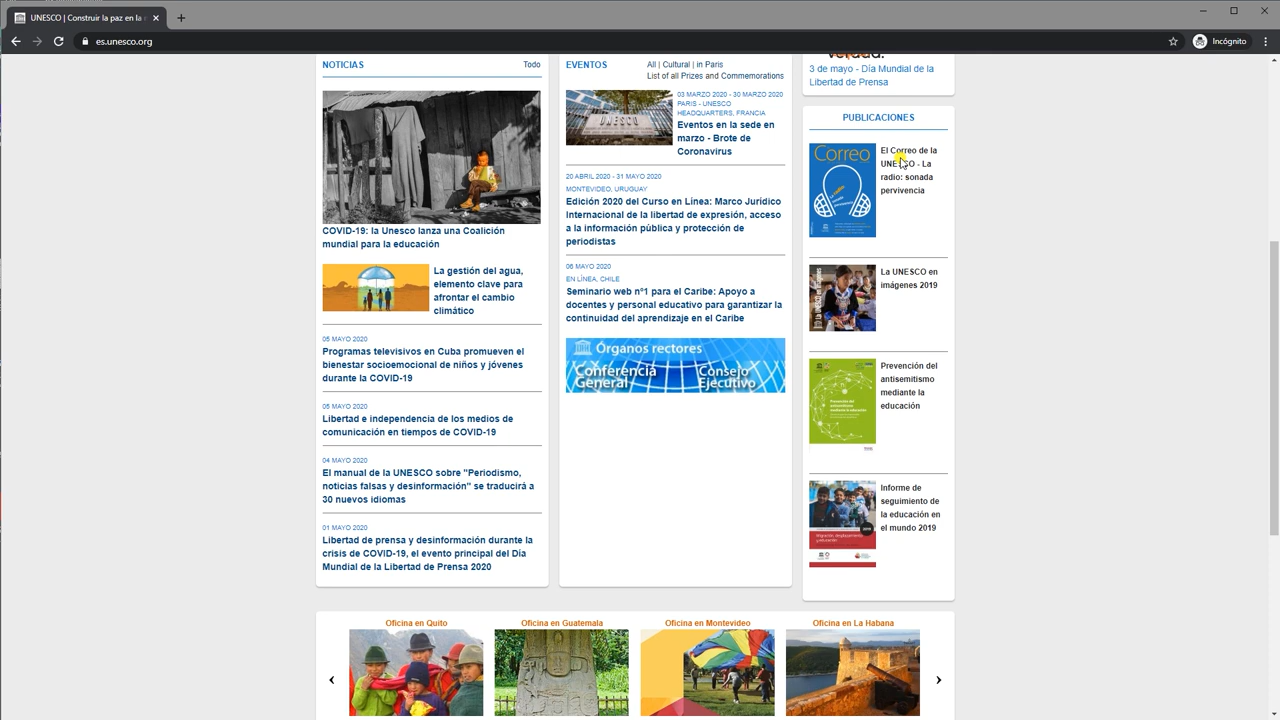 UNESCO | Construir la paz en la
es.unesco.org
Incógnito
NOTICIAS
Todo
COVID-19: la Unesco lanza una Coalición
mundial para la educación
La gestión del agua,
elemento clave para
afrontar el cambio
climático
05 MAYO 2020
Programas televisivos en Cuba promueven el
bienestar socioemocional de niños y jóvenes
durante la COVID-19
05 MAYO 2020
Libertad e independencia de los medios de
comunicación en tiempos de COVID-19
04 MAYO 2020
El manual de la UNESCO sobre "Periodismo,
noticias falsas y desinformación" se traducirá a
30 nuevos idiomas
01 MAYO 2020
Libertad de prensa y desinformación durante la
crisis de COVID-19, el evento principal del Día
Mundial de la Libertad de Prensa 2020
EVENTOS
All | Cultural | in Paris
List of all Prizes and Commemorations
UNESCO
03 MARZO 2020 - 30 MARZO 2020
PARIS - UNESCO
HEADQUARTERS, FRANCIA
Eventos en la sede en
marzo - Brote de
Coronavirus
20 ABRIL 2020 - 31 MAYO 2020
MONTEVIDEO, URUGUAY
Edición 2020 del Curso en Línea: Marco Jurídico
Internacional de la libertad de expresión, acceso
a la información pública y protección de
periodistas
06 MAYO 2020
EN LÍNEA, CHILE
Seminario web nº1 para el Caribe: Apoyo a
docentes y personal educativo para garantizar la
continuidad del aprendizaje en el Caribe
Órganos rectores
Conferencia
General
Consejo
Ejecutivo
verdad.
3 de mayo - Día Mundial de la
Libertad de Prensa
PUBLICACIONES
Correo
El Correo de la
UNESCO - La
radio: sonada
pervivencia
La UNESCO en imágenes
La UNESCO en
imágenes 2019
Prevención del
antisemitismo
mediante la
educación
Informe de
seguimiento de
la educación en
el mundo 2019
Oficina en Quito
Oficina en Guatemala
Oficina en Montevideo
Oficina en La Habana